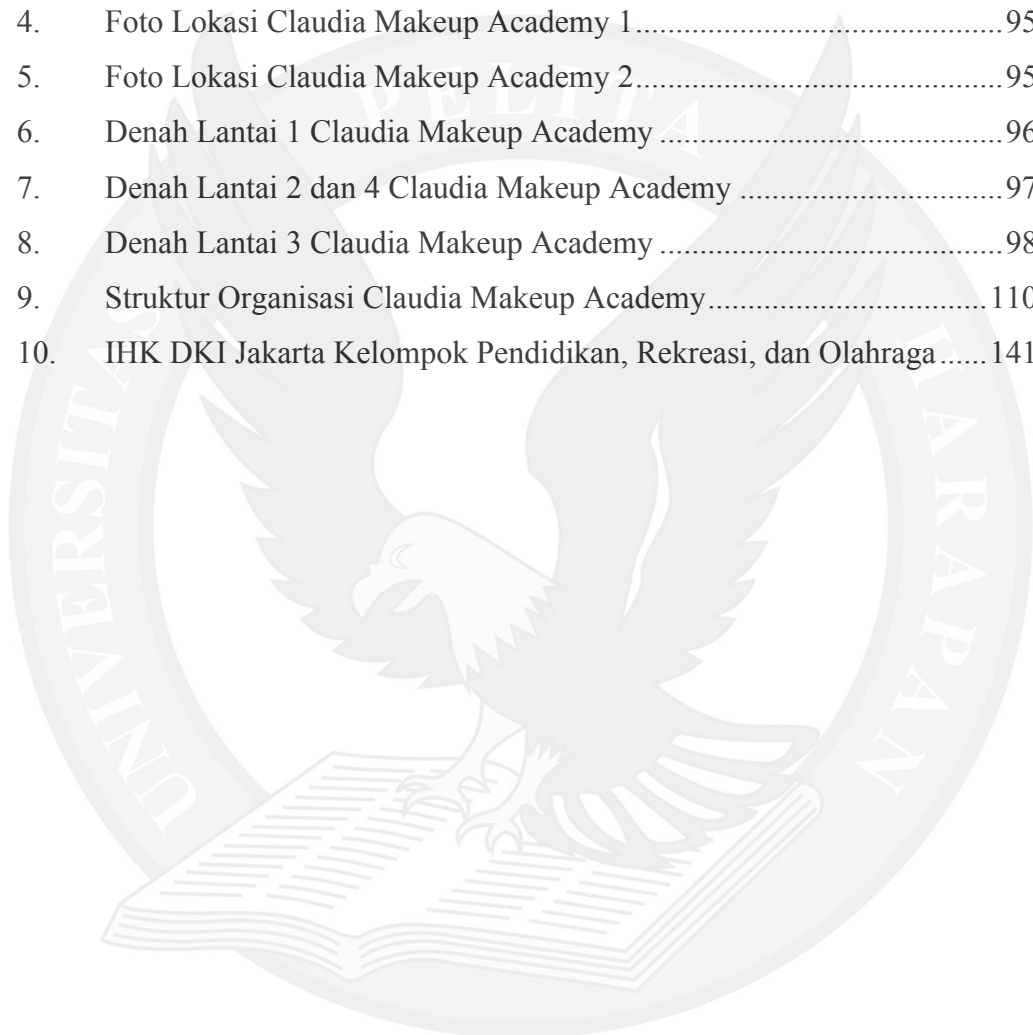 4. Foto Lokasi Claudia Makeup Academy 1.......................................95
5. Foto Lokasi Claudia Makeup Academy 2.......................................95
6. Denah Lantai 1 Claudia Makeup Academy ....................................96
7. Denah Lantai 2 dan 4 Claudia Makeup Academy ...........................97
8. Denah Lantai 3 Claudia Makeup Academy ....................................98
9. Struktur Organisasi Claudia Makeup Academy.............................110
10. IHK DKI Jakarta Kelompok Pendidikan, Rekreasi, dan Olahraga......141
UNIVERSITAS PELITA HARAPAN